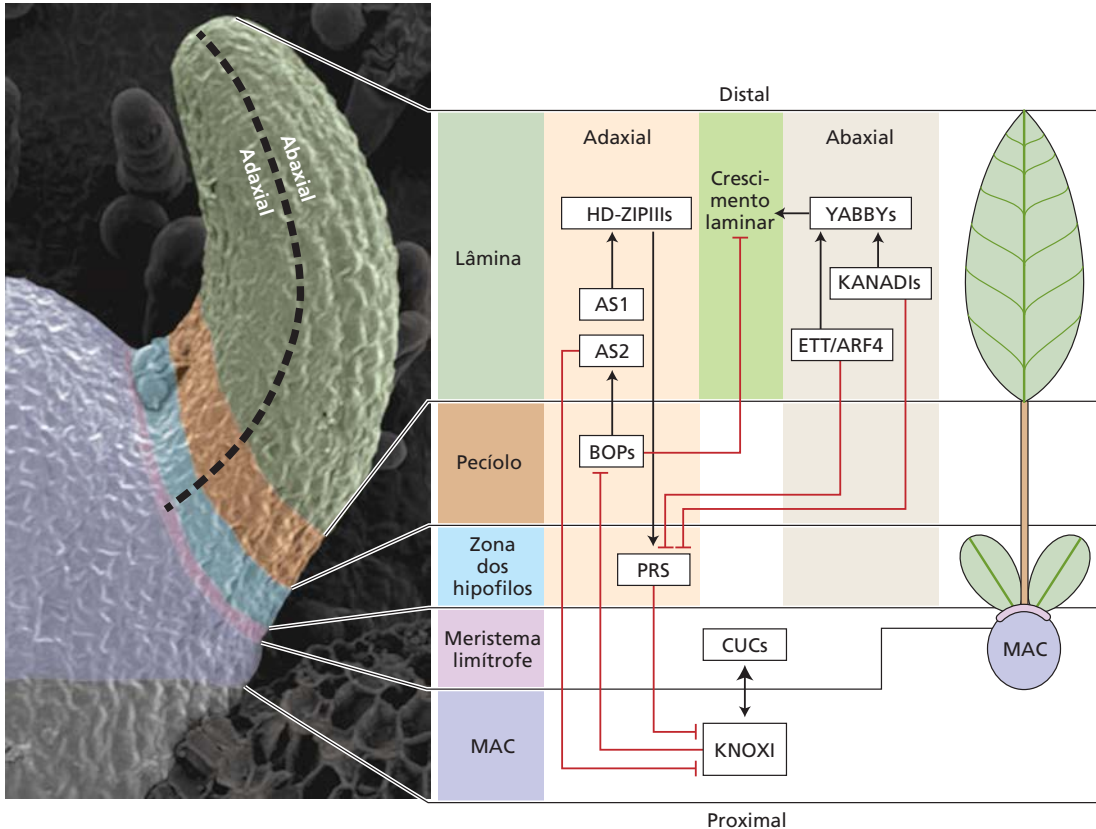 Distal
Adaxial
Abaxial
Abaxial
Adaxial
Cresci-
mento
laminar
HD-ZIPIIIs
YABBYs
Lâmina
KANADIs
AS1
AS2
ETT/ARF4
Pecíolo
BOPs
Zona
dos
hipofilos
PRS
Meristema
limítrofe
CUCs
MAC
MAC
KNOXI
Proximal